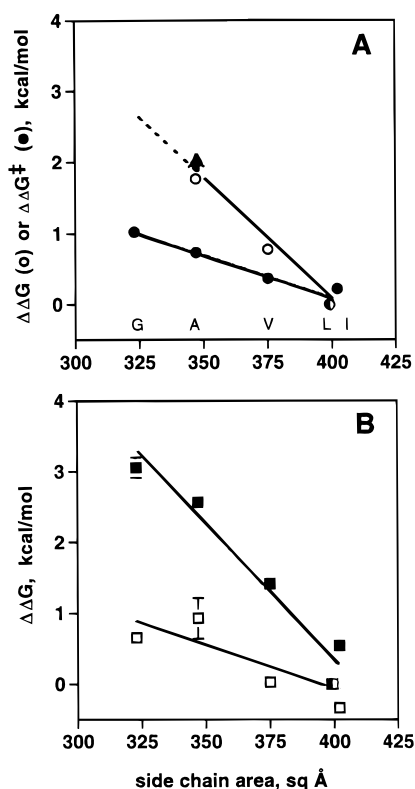 A
ΔΔG (o) or ΔΔG‡ (●), kcal/mol
4
3
2
1
0
G A V L I
300 325 350 375 400 425
B
ΔΔG, kcal/mol
4
3
2
1
0
300 325 350 375 400 425
side chain area, sq Å